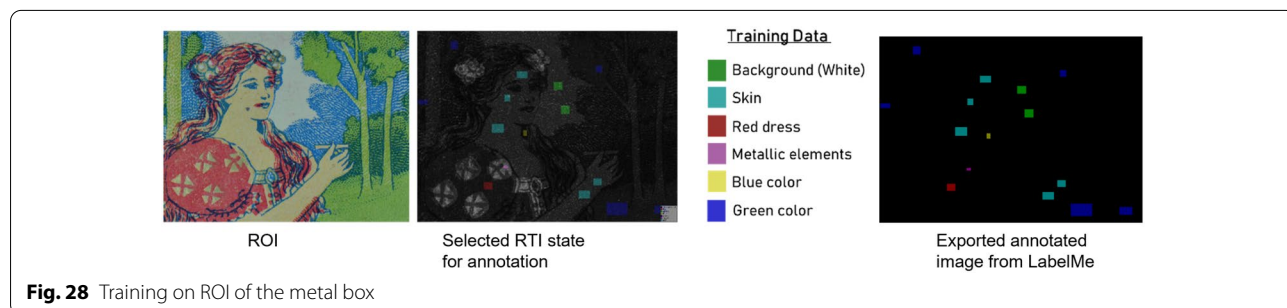 Training Data
Background (White)
Skin
Red dress
Metallic elements
Blue color
Green color
ROI
Selected RTI state
for annotation
Exported annotated
image from LabelMe
Fig. 28 Training on ROI of the metal box